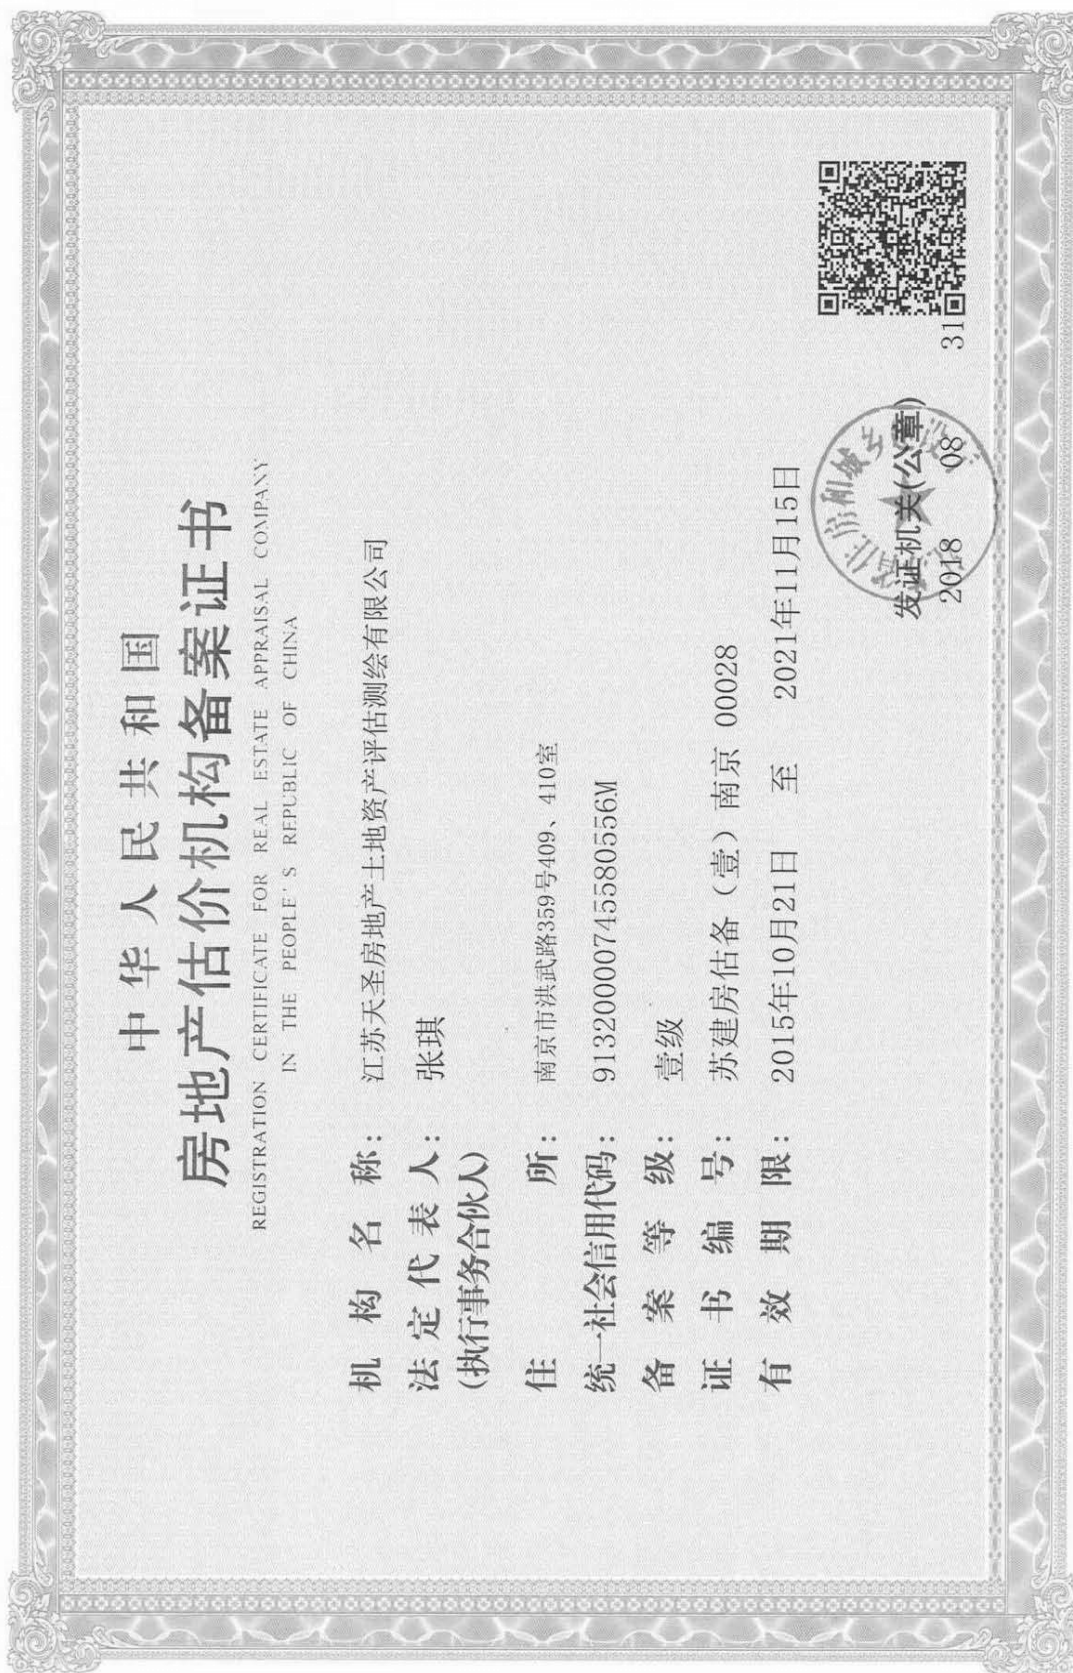 中华人民共和国
房地产估价机构备案证书
REGISTRATION CERTIFICATE FOR REAL ESTATE APPRAISAL COMPANY
IN THE PEOPLE'S REPUBLIC OF CHINA
机构名称：江苏天圣房地产土地资产评估测绘有限公司
法定代表人：张琪
(执行事务合伙人)
住所：南京市洪武路359号409、410室
统一社会信用代码：91320000745580556M
备案等级：壹级
证书编号：苏建房估备（壹）南京 00028
有效期限：2015年10月21日 至 2021年11月15日
发证机关(公章)
2018 08 31